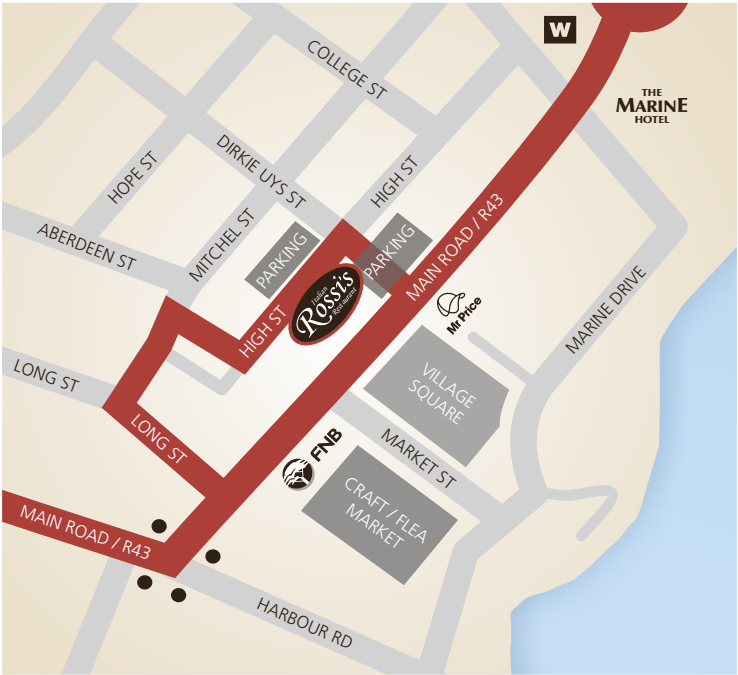 W
THE
MARINE
HOTEL
COLLEGE ST
DIRKIE UYS ST
HOPE ST
HIGH ST
ABERDEEN ST
MITCHEL ST
PARKING
PARKING
MAIN ROAD / R43
Italian
Rossis
Restaurant
HIGH ST
Mr Price
MARINE DRIVE
LONG ST
VILLAGE
SQUARE
LONG ST
FNB
MARKET ST
CRAFT / FLEA
MARKET
MAIN ROAD / R43
HARBOUR RD